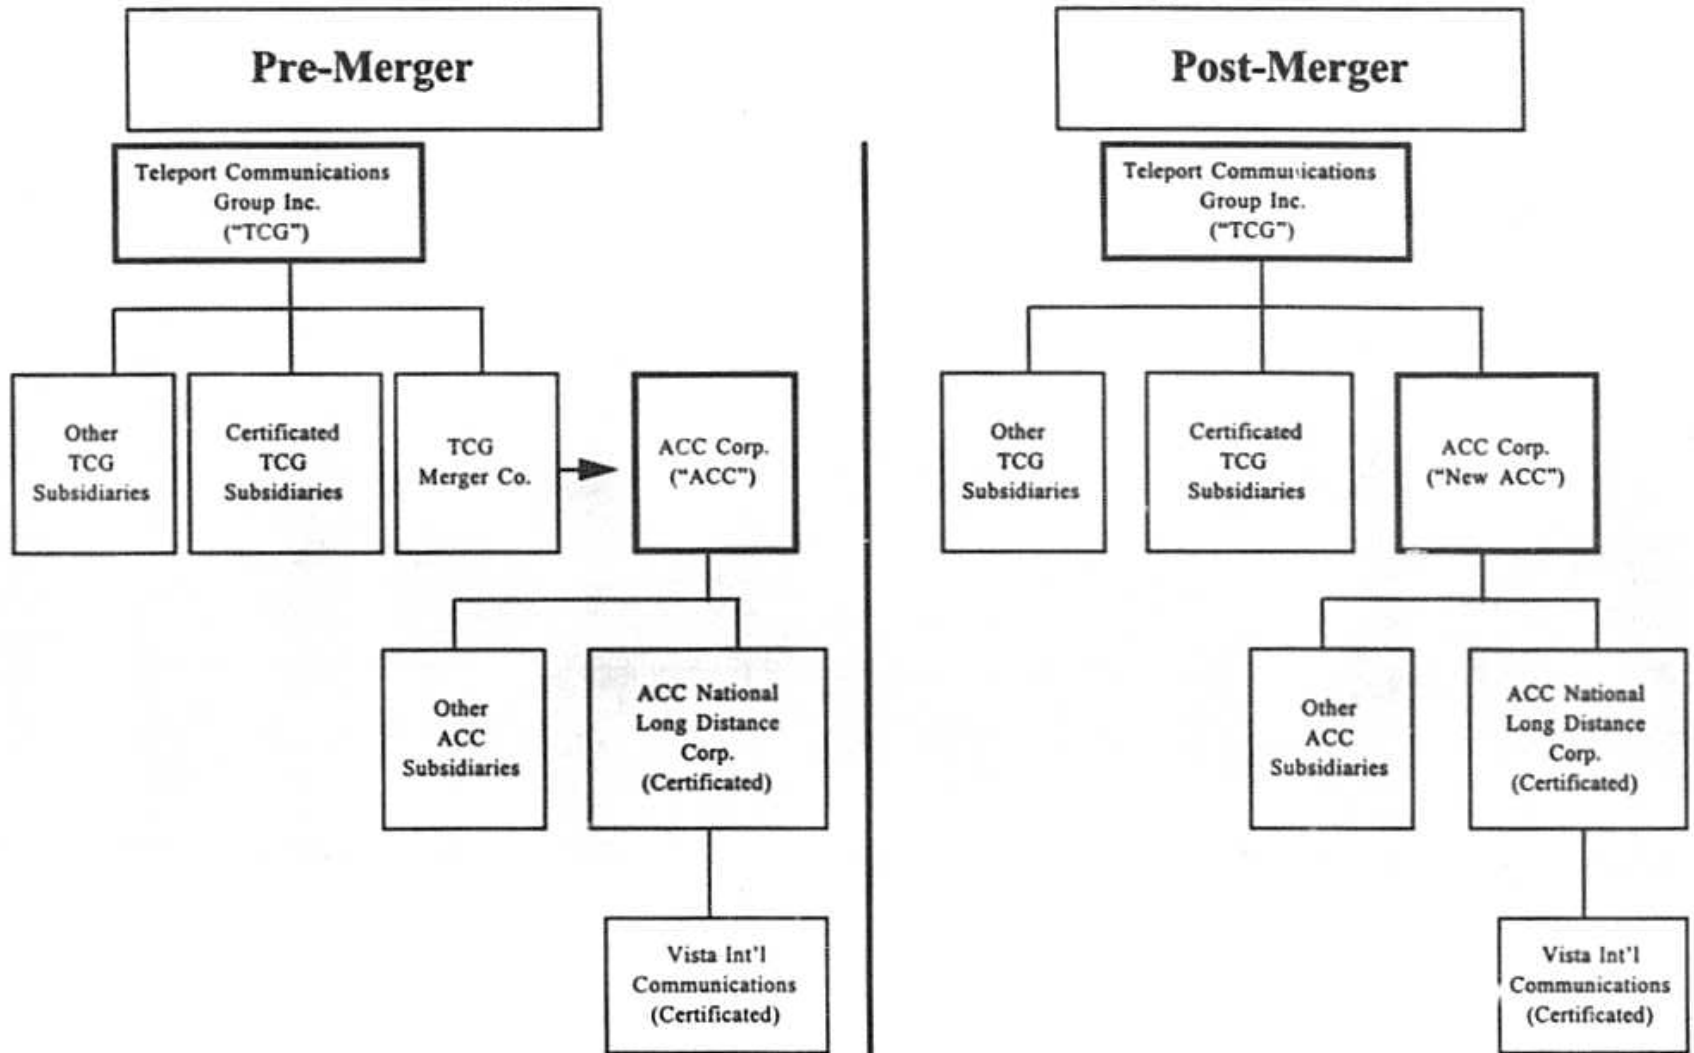 Pre-Merger
Teleport Communications
Group Inc.
("TCG")
Other
TCG
Subsidiaries
Certificated
TCG
Subsidiaries
TCG
Merger Co.
ACC Corp.
("ACC")
Other
ACC
Subsidiaries
ACC National
Long Distance
Corp.
(Certificated)
Vista Int'l
Communications
(Certificated)
Post-Merger
Teleport Communications
Group Inc.
("TCG")
Other
TCG
Subsidiaries
Certificated
TCG
Subsidiaries
ACC Corp.
("New ACC")
Other
ACC
Subsidiaries
ACC National
Long Distance
Corp.
(Certificated)
Vista Int'l
Communications
(Certificated)